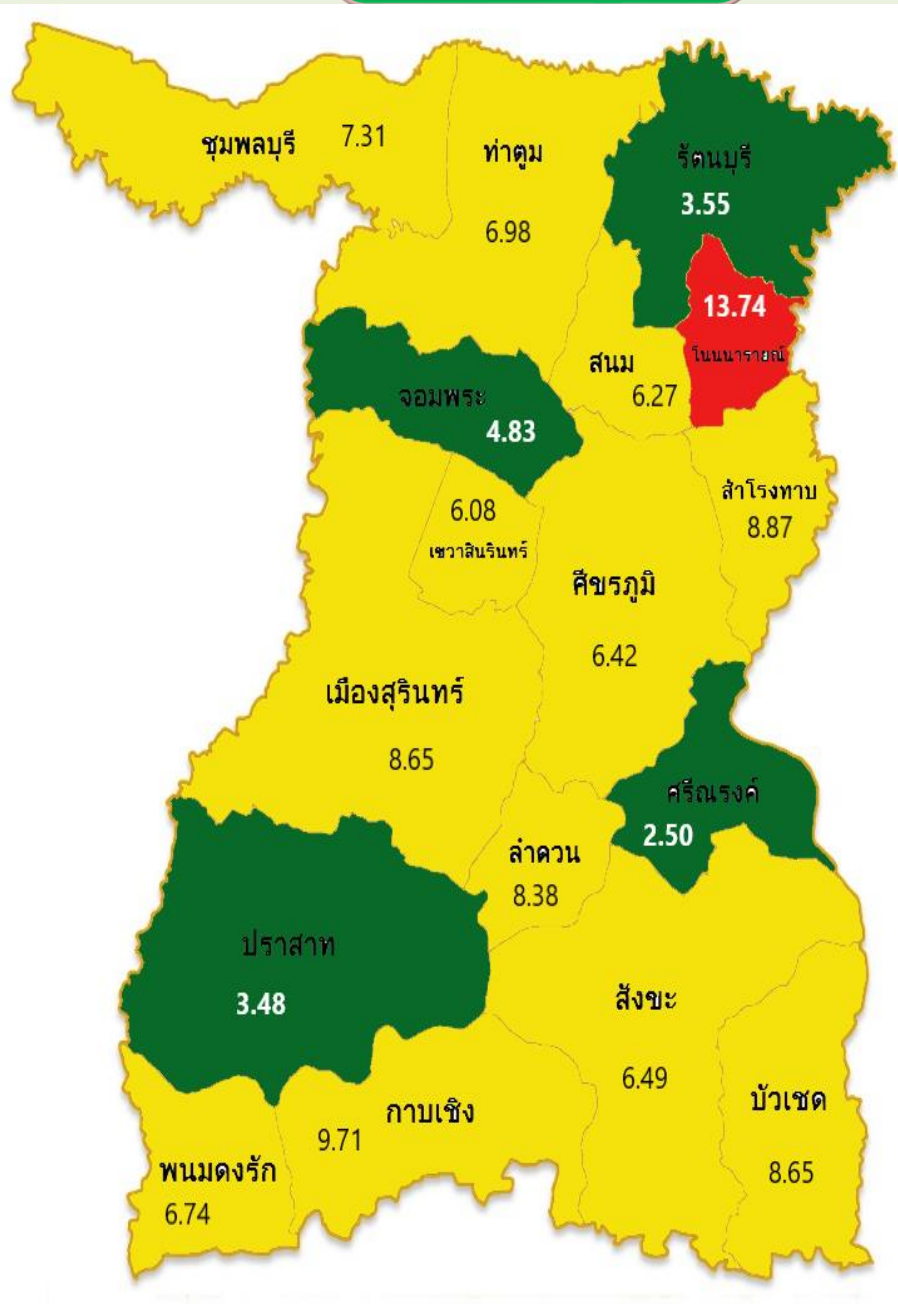 ชุมพลบุรี
7.31
ท่าตูม
6.98
รัตนบุรี
3.55
13.74
โนนนารายณ์
สนม
6.27
จอมพระ
4.83
สำโรงทาบ
8.87
6.08
เขวาสินรินทร์
ศีขรภูมิ
6.42
เมืองสุรินทร์
8.65
ศรีณรงค์
2.50
ลำดวน
8.38
ปราสาท
3.48
สังขะ
6.49
บัวเชด
8.65
กาบเชิง
9.71
พนมดงรัก
6.74